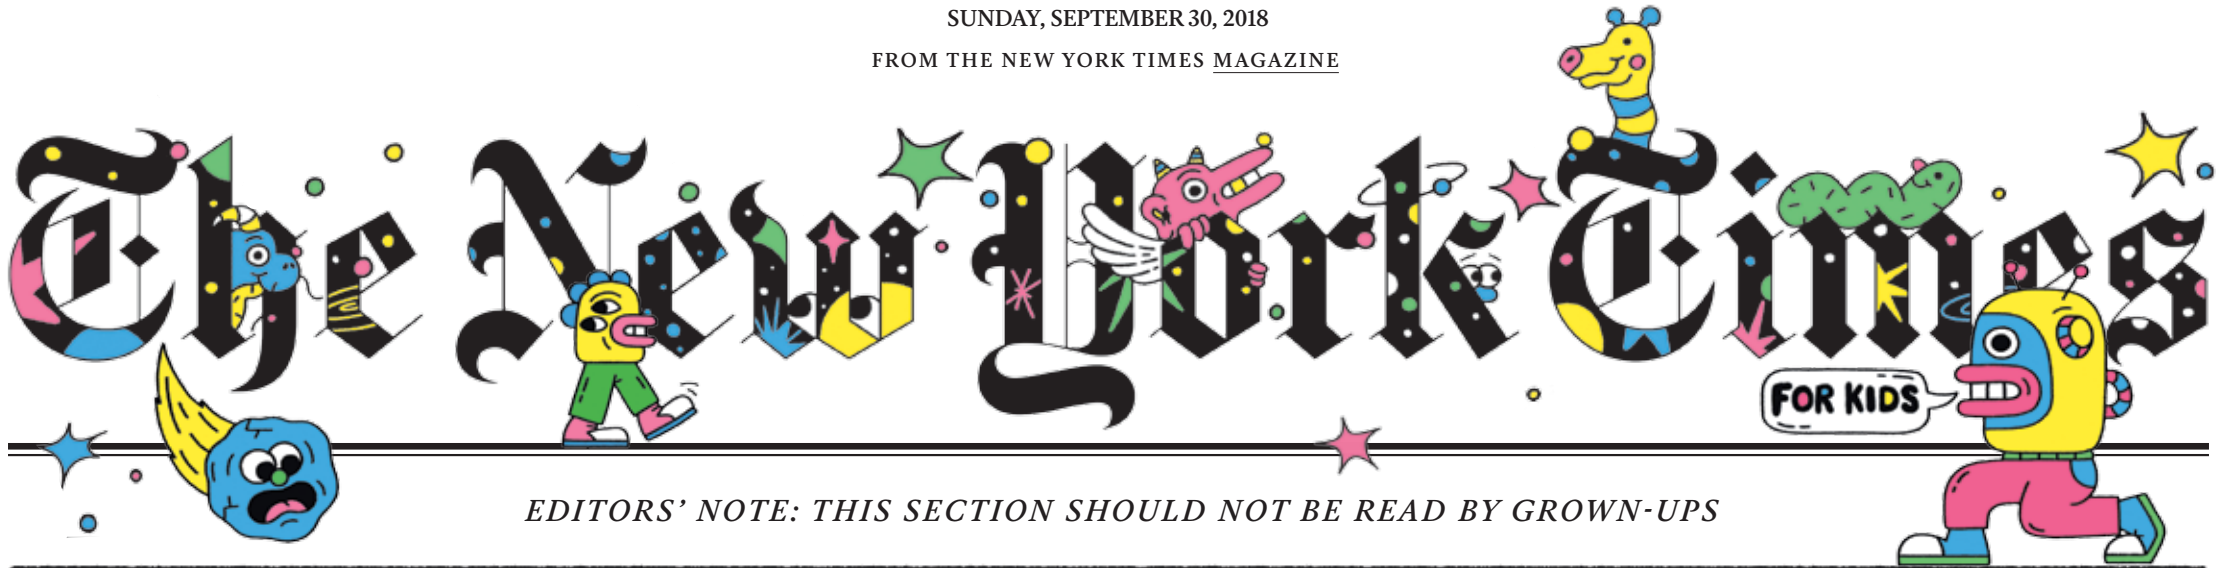 SUNDAY, SEPTEMBER 30, 2018
FROM THE NEW YORK TIMES MAGAZINE
The New York Times
FOR KIDS
EDITORS’ NOTE: THIS SECTION SHOULD NOT BE READ BY GROWN-UPS